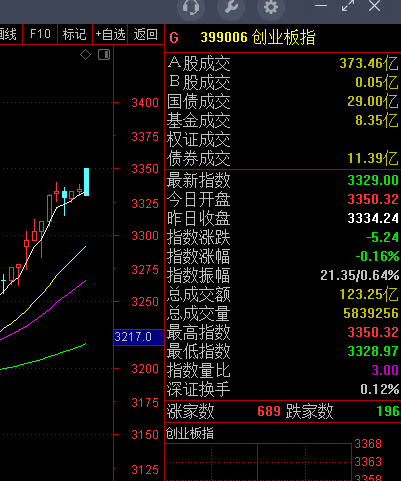 画线 F10 标记 +自选 返回
G 399006 创业板指
A股成交 373.46亿
B股成交 0.05亿
国债成交 29.00亿
基金成交 8.35亿
权证成交
债券成交 11.39亿
最新指数 3329.00
今日开盘 3350.32
昨日收盘 3334.24
指数涨跌 -5.24
指数涨幅 -0.16%
指数振幅 21.35/0.64%
总成交额 123.25亿
总成交量 5839256
最高指数 3350.32
最低指数 3328.97
指数量比 3.00
深证换手 0.12%
涨家数 689 跌家数 196
创业板指
3368
3363
3358
3400
3350
3325
3300
3275
3250
3217.0
3200
3175
3150
3125